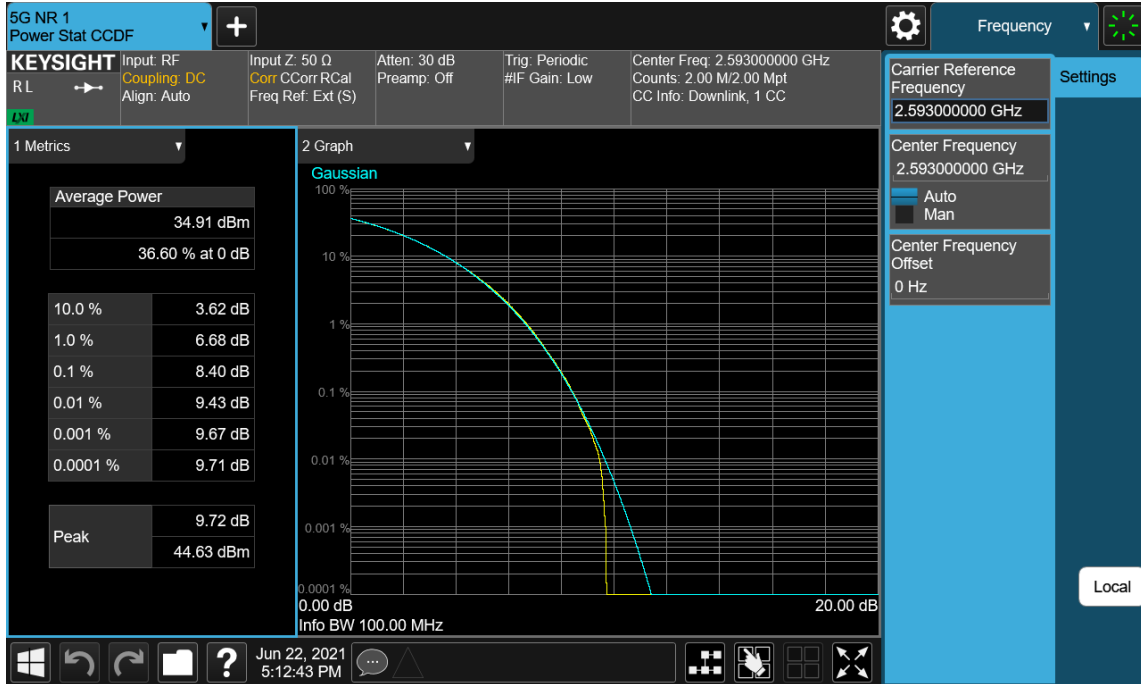 5G NR 1
Power Stat CCDF
Frequency
KEYSIGHT
R L
LXI
Input: RF
Coupling: DC
Align: Auto
Input Z: 50 Ω
Corr CCorr RCal
Freq Ref: Ext (S)
Atten: 30 dB
Preamp: Off
Trig: Periodic
#IF Gain: Low
Center Freq: 2.593000000 GHz
Counts: 2.00 M/2.00 Mpt
CC Info: Downlink, 1 CC
Carrier Reference
Frequency
2.593000000 GHz
Settings
Center Frequency
2.593000000 GHz
Auto
Man
Center Frequency
Offset
0 Hz
Local
1 Metrics
Average Power
34.91 dBm
36.60 % at 0 dB
10.0 % 3.62 dB
1.0 % 6.68 dB
0.1 % 8.40 dB
0.01 % 9.43 dB
0.001 % 9.67 dB
0.0001 % 9.71 dB
Peak 9.72 dB
44.63 dBm
2 Graph
Gaussian
100 %
10 %
1 %
0.1 %
0.01 %
0.001 %
0.0001 %
0.00 dB 20.00 dB
Info BW 100.00 MHz
?
Jun 22, 2021
5:12:43 PM